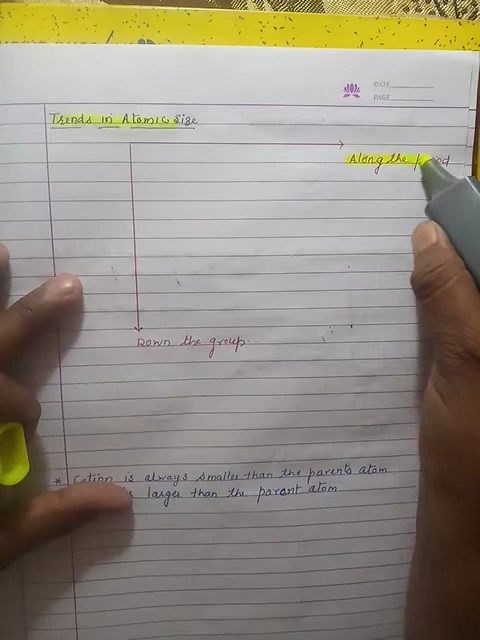 DATE
PAGE
Trends in Atomic Size
Along the
Down the group.
* Cation is always smaller than the parents atom
larger than the parant atom